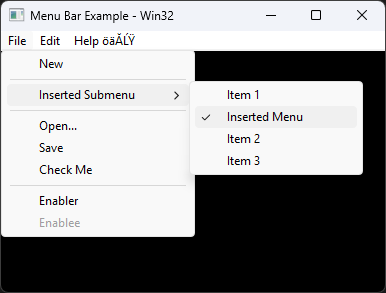 Menu Bar Example - Win32
File Edit Help öäĂĹŸ
New
Inserted Submenu
Item 1
Inserted Menu
Item 2
Item 3
Open...
Save
Check Me
Enabler
Enablee